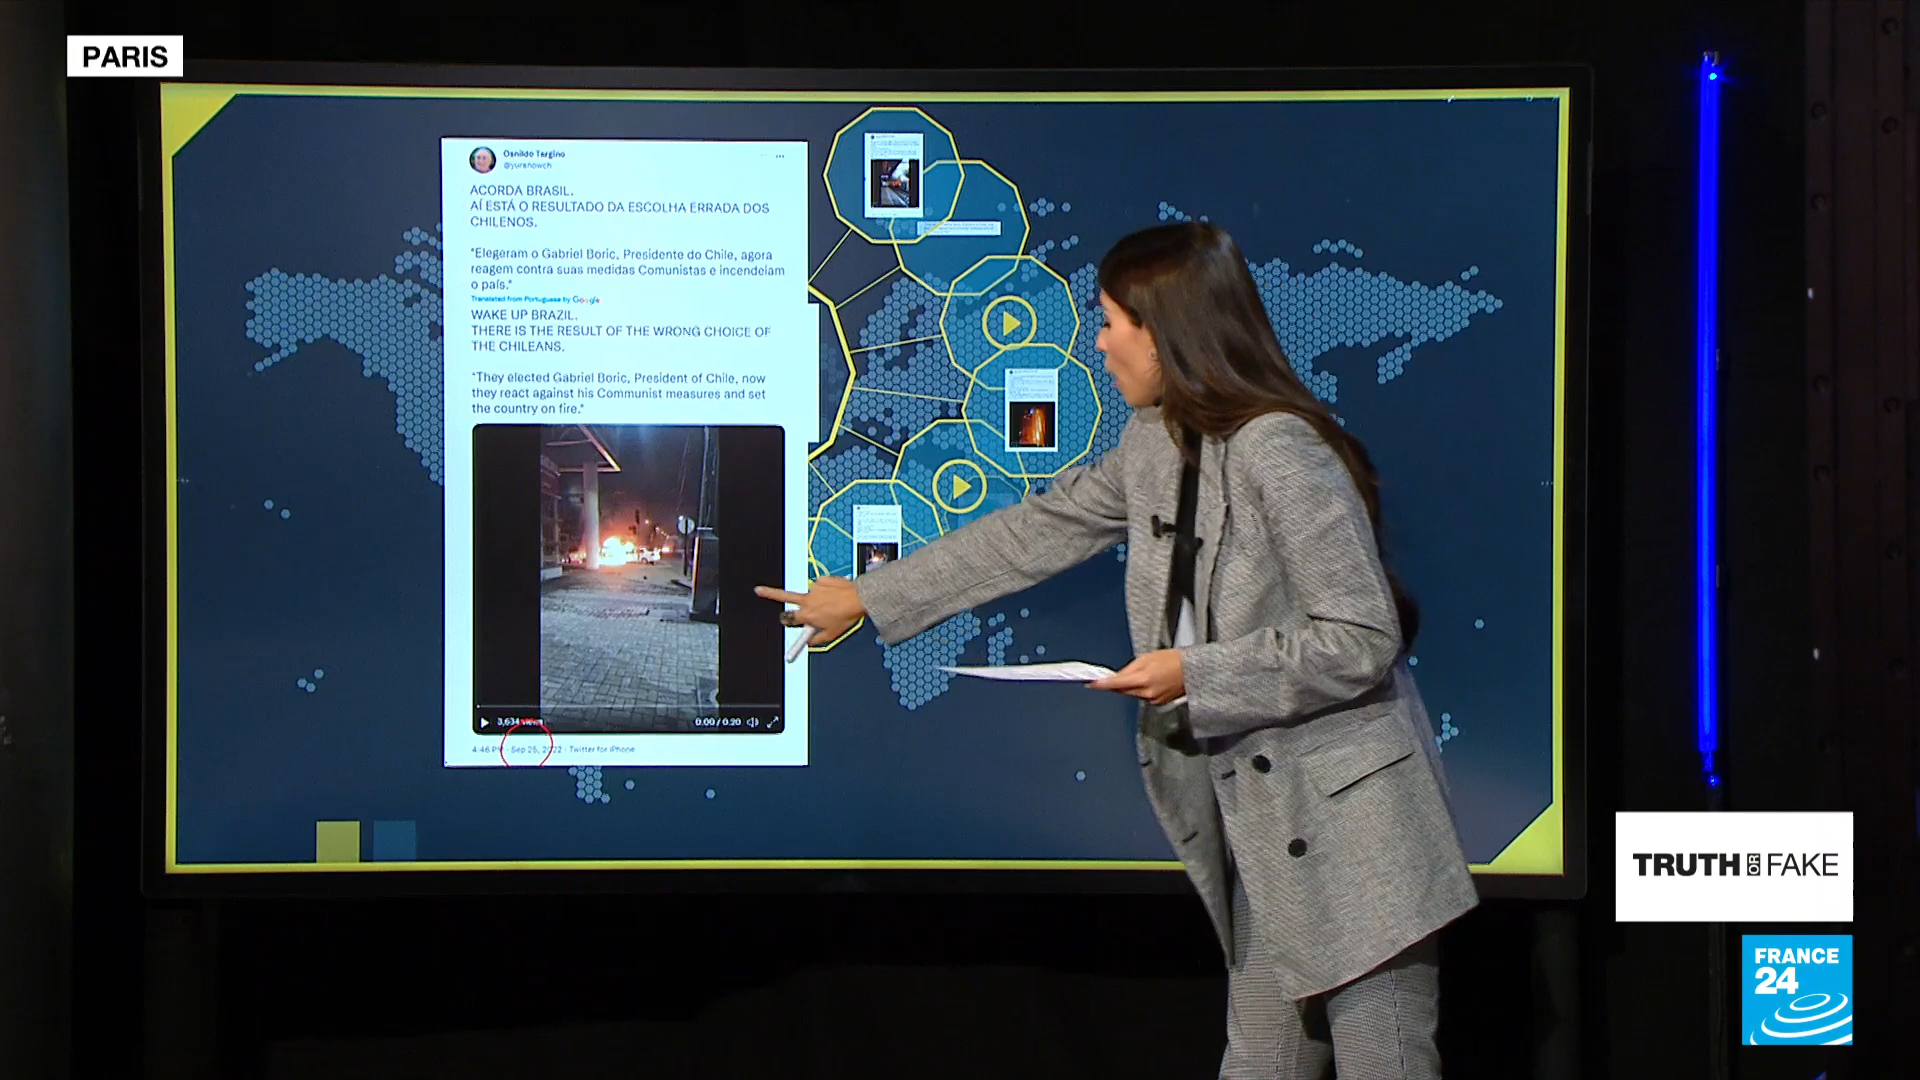 PARIS
Osnildo Targino
@yurehowch
ACORDA BRASIL.
AÍ ESTÁ O RESULTADO DA ESCOLHA ERRADA DOS
CHILENOS.
"Elegeram o Gabriel Boric, Presidente do Chile, agora
reagem contra suas medidas Comunistas e incendeiam
o país."
Translated from Portuguese by Google
WAKE UP BRAZIL.
THERE IS THE RESULT OF THE WRONG CHOICE OF
THE CHILEANS.
"They elected Gabriel Boric, President of Chile, now
they react against his Communist measures and set
the country on fire."
3,634 views
0:00 / 0:20
4:46 PM · Sep 25, 2022 · Twitter for iPhone
TRUTH OR FAKE
FRANCE
24